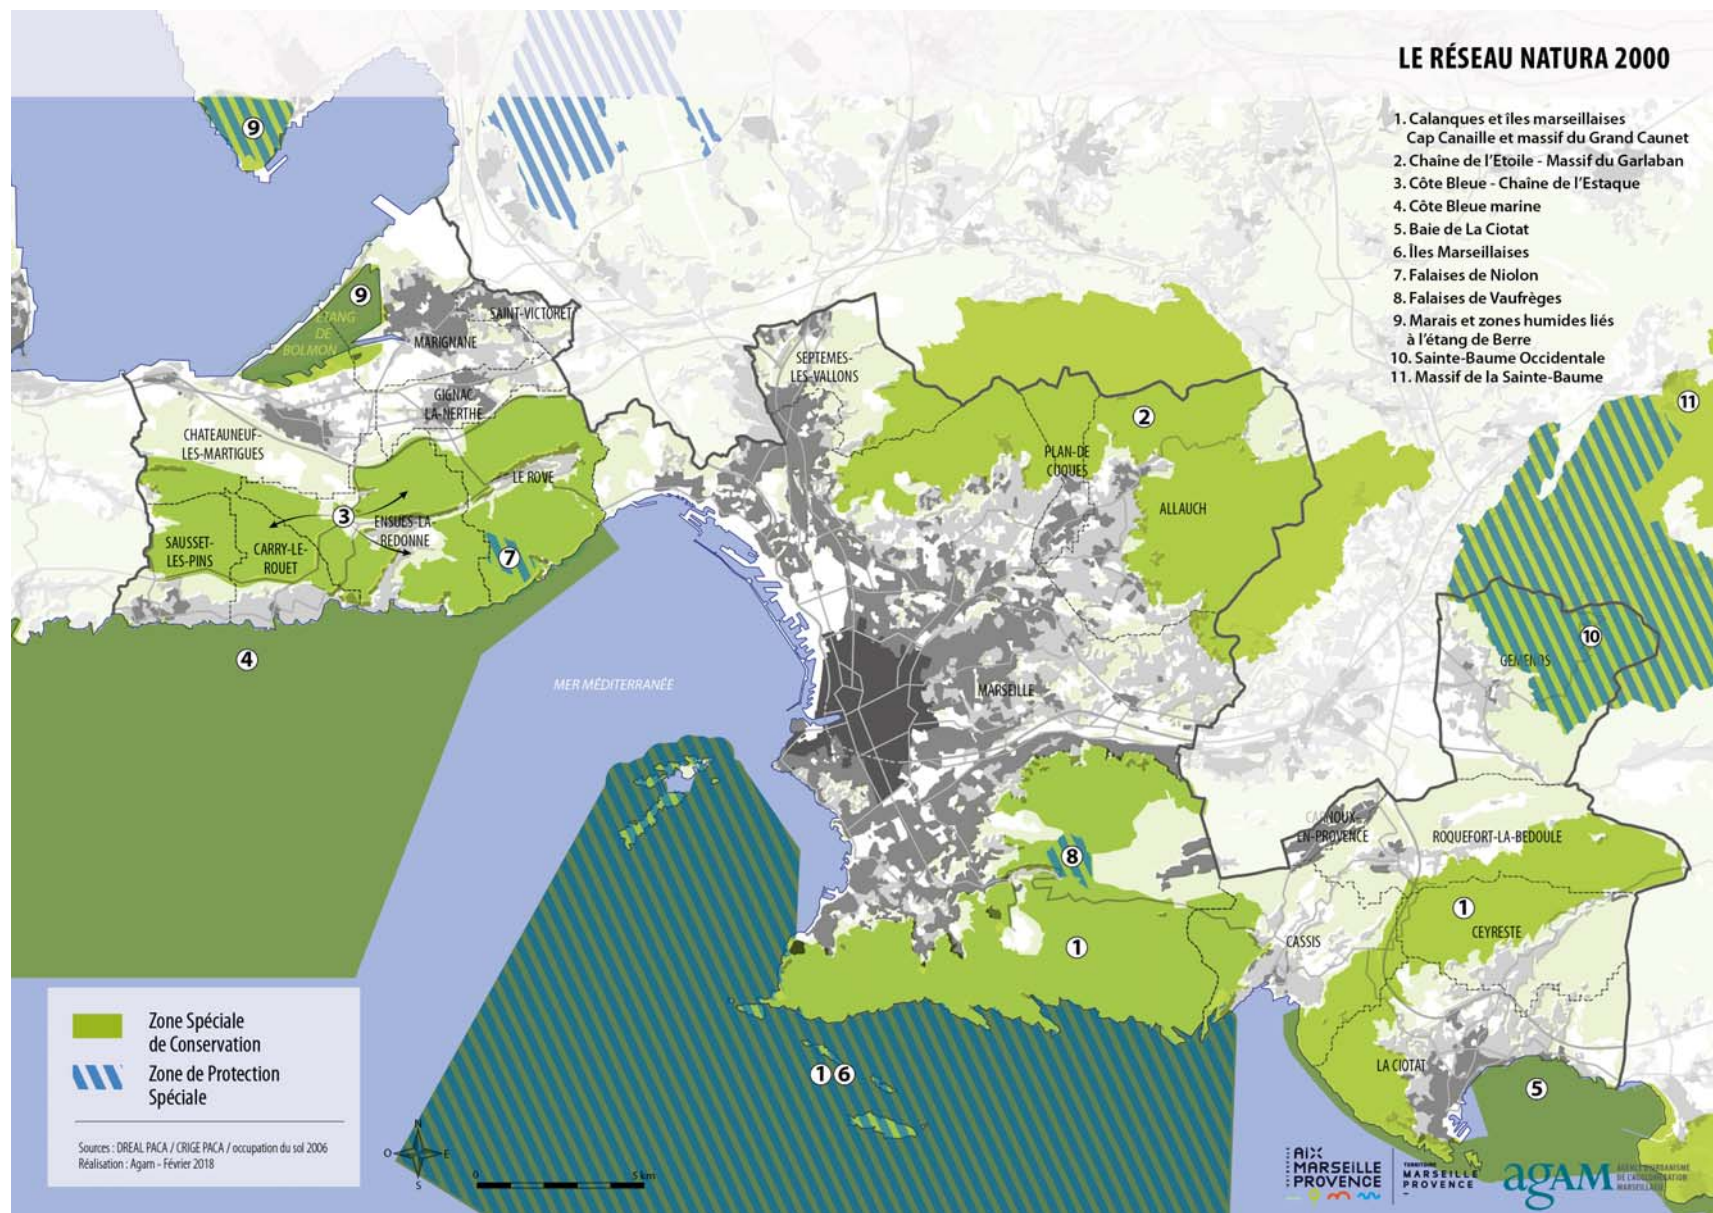 LE RÉSEAU NATURA 2000
1. Calanques et îles marseillaises
Cap Canaille et massif du Grand Caunet
2. Chaîne de l'Etoile - Massif du Garlaban
3. Côte Bleue - Chaîne de l'Estaque
4. Côte Bleue marine
5. Baie de La Ciotat
6. Îles Marseillaises
7. Falaises de Niolon
8. Falaises de Vaufrèges
9. Marais et zones humides liés
à l'étang de Berre
10. Sainte-Baume Occidentale
11. Massif de la Sainte-Baume
9
9
ETANG
DE
BOLMON
SAINT-VICTORET
MARIGNANE
SEPTEMES-
LES-VALLONS
GIGNAC-
LA-NERTHE
11
2
CHATEAUNEUF-
LES-MARTIGUES
PLAN-DE
CUQUES
LE ROVE
ALLAUCH
3
ENSUES-LA-
REDONNE
SAUSSET-
LES-PINS
CARRY-LE-
ROUET
7
10
GEMENOS
4
MER MÉDITERRANÉE
MARSEILLE
CARNOUX-
EN-PROVENCE
ROQUEFORT-LA-BEDOULE
8
1
CEYRESTE
CASSIS
1
LA CIOTAT
1 6
5
Zone Spéciale
de Conservation
Zone de Protection
Spéciale
Sources : DREAL PACA / CRIGE PACA / occupation du sol 2006
Réalisation : Agam - Février 2018
N
O
E
S
0
5 km
AIX
MARSEILLE
PROVENCE
TERRITOIRE
MARSEILLE
PROVENCE
agAM
AGENCE D'URBANISME
DE L'AGGLOMÉRATION
MARSEILLAISE